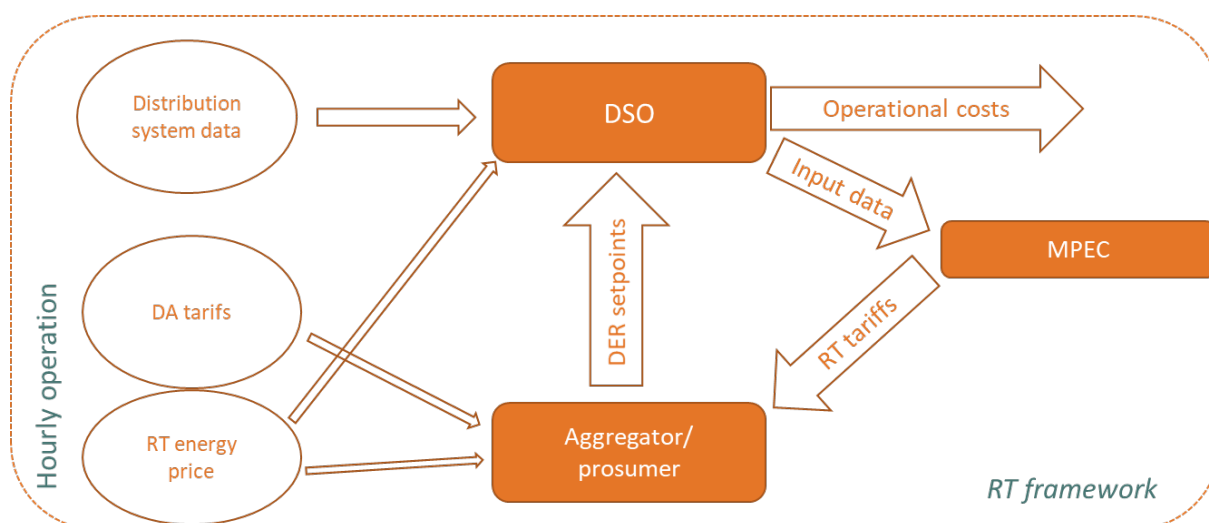 Distribution
system data
DSO
Operational costs
Input data
MPEC
DA tarifs
DER setpoints
RT tariffs
Hourly operation
RT energy
price
Aggregator/
prosumer
RT framework